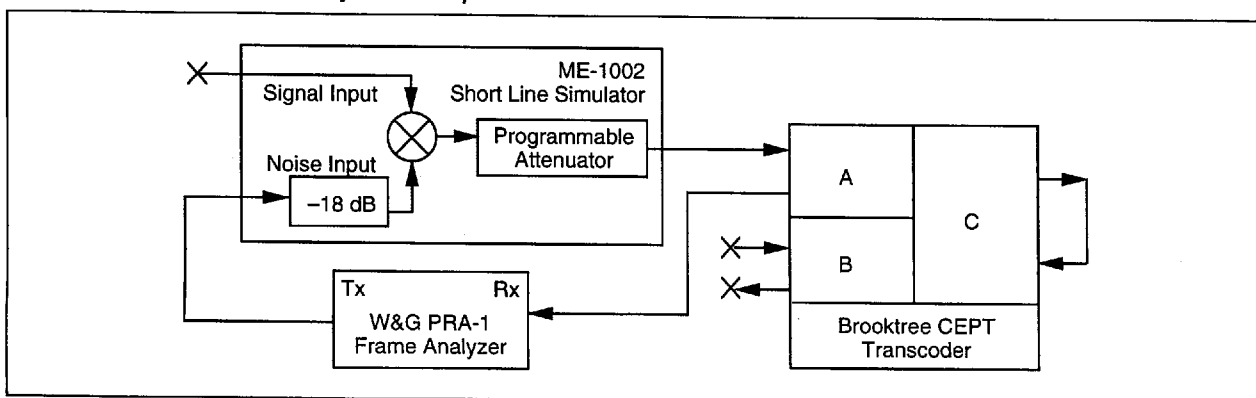 ME-1002
Short Line Simulator
Signal Input
Programmable
Attenuator
Noise Input
–18 dB
A
B
C
Brooktree CEPT
Transcoder
Tx
Rx
W&G PRA-1
Frame Analyzer